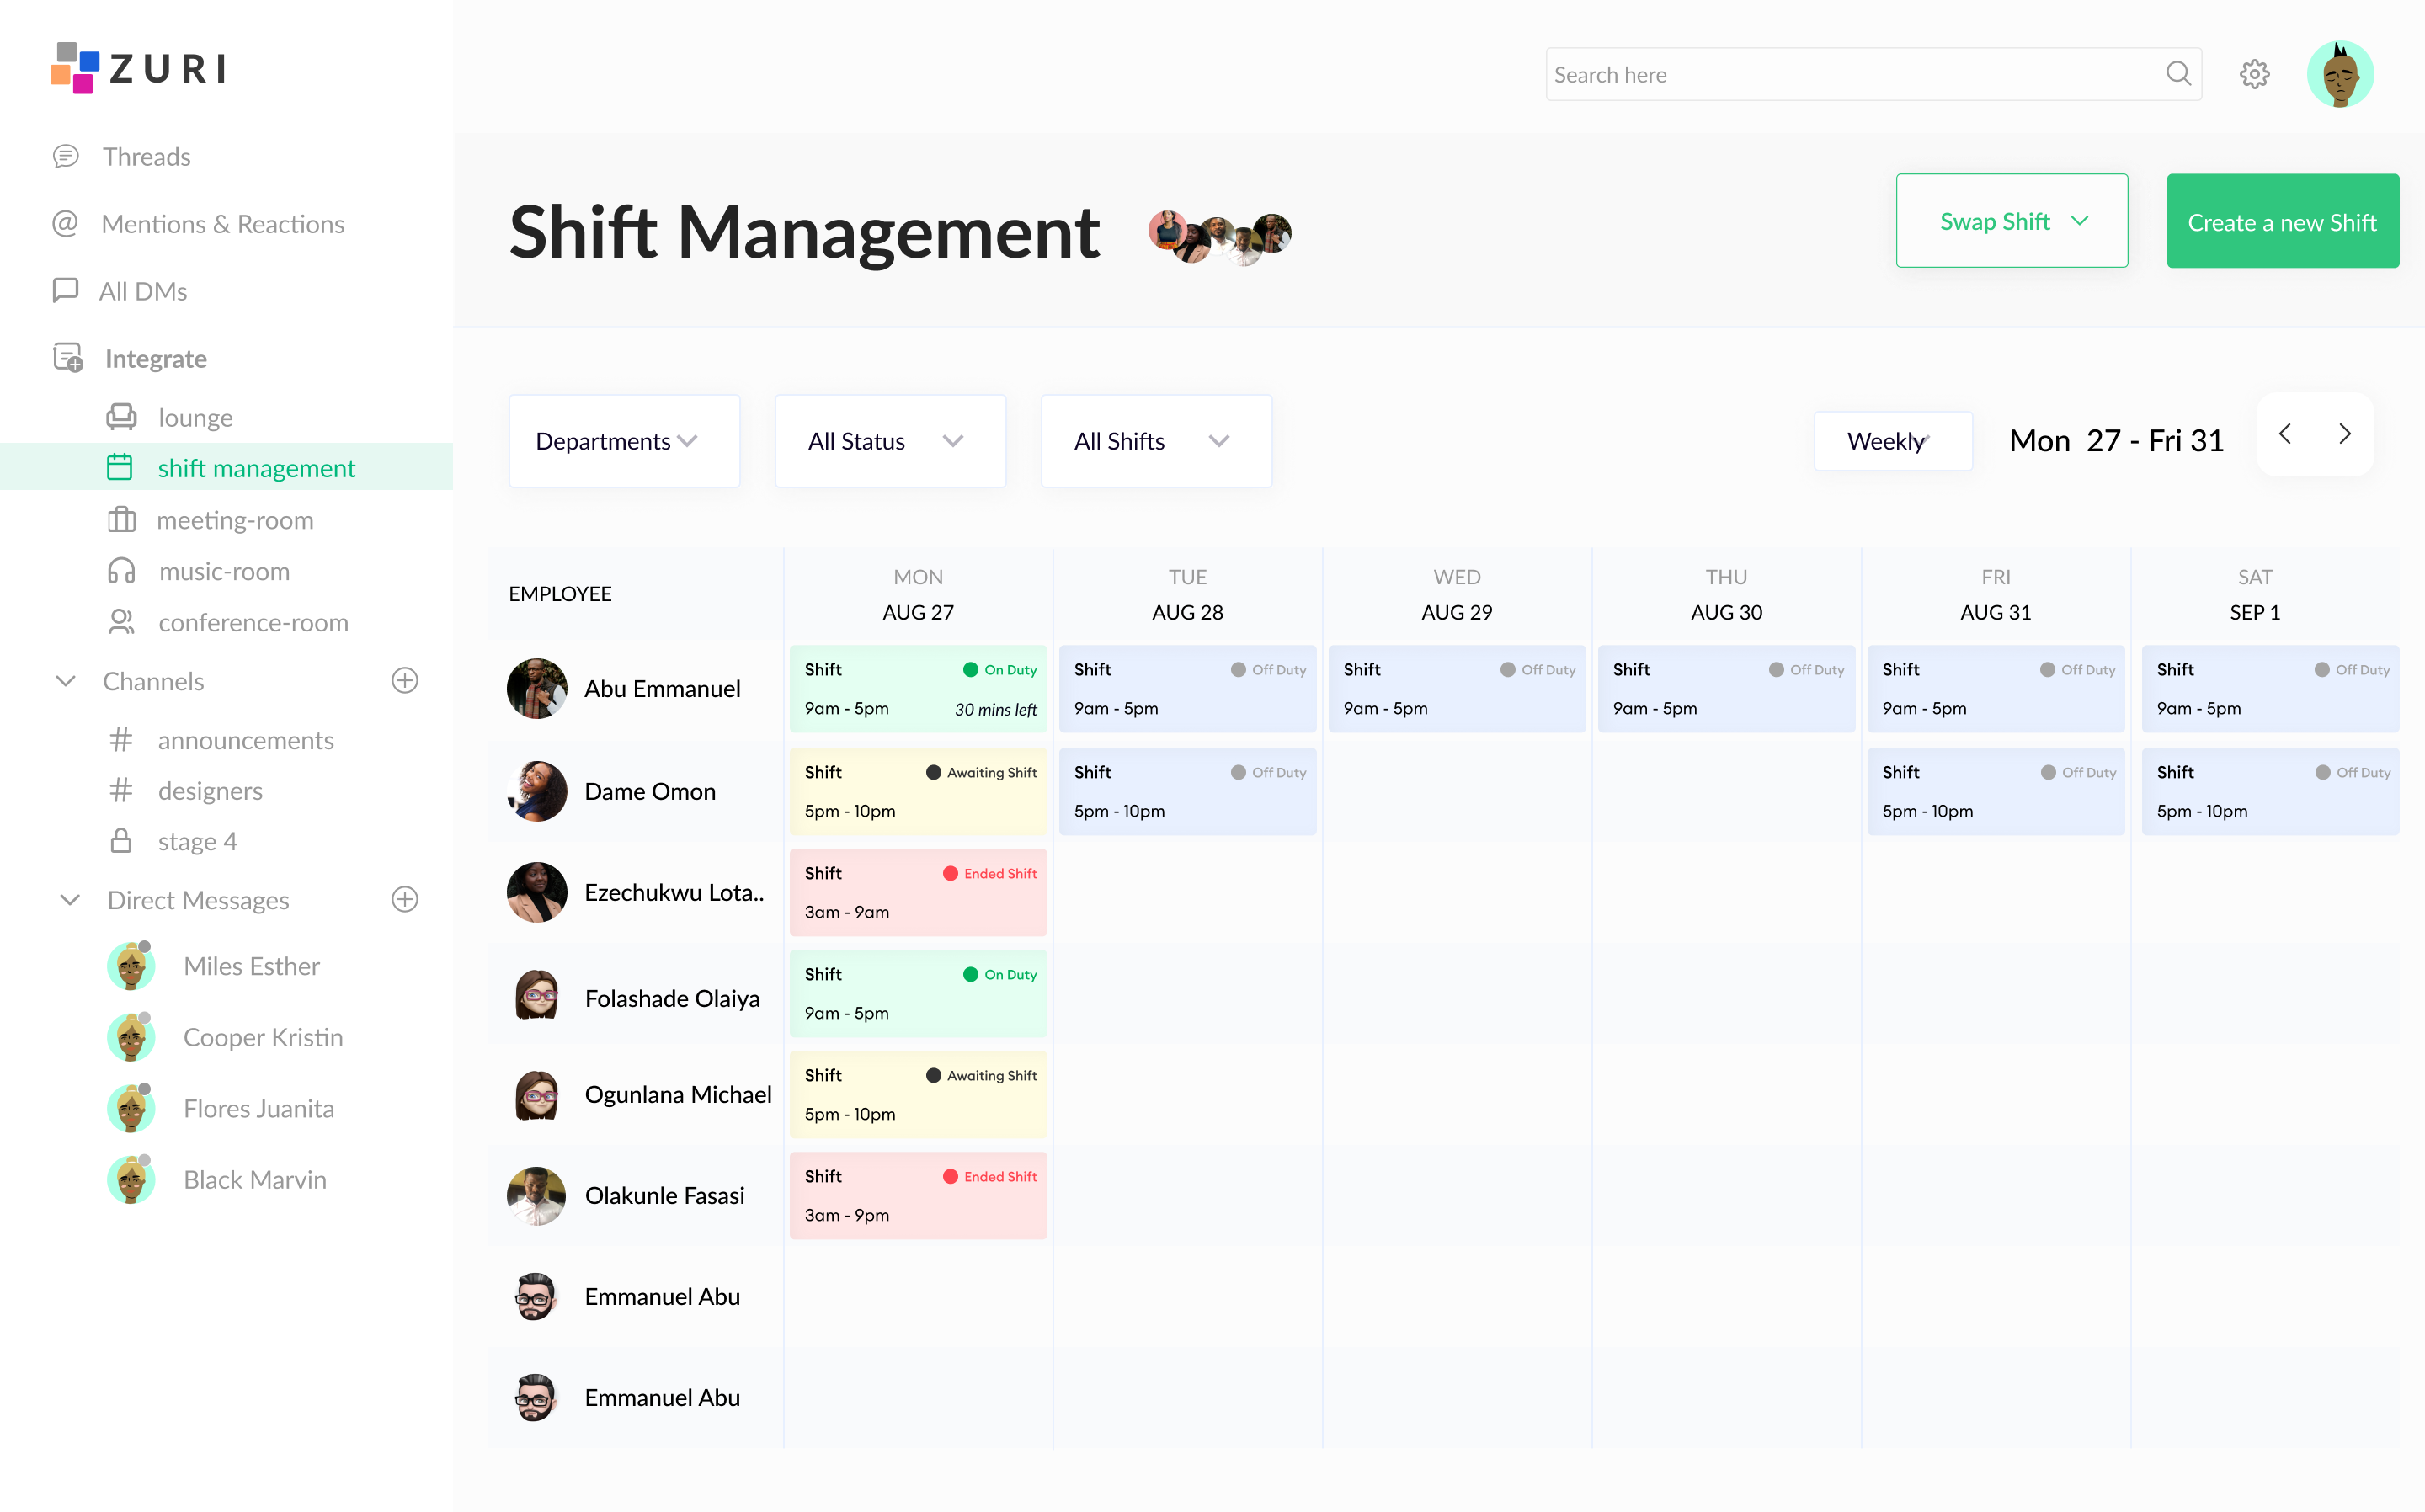 ZURI
Search here
Threads
Mentions & Reactions
All DMs
Integrate
lounge
shift management
meeting-room
music-room
conference-room
Channels
announcements
designers
stage 4
Direct Messages
Miles Esther
Cooper Kristin
Flores Juanita
Black Marvin
Shift Management
Swap Shift
Create a new Shift
Departments
All Status
All Shifts
Weekly
Mon 27 - Fri 31
EMPLOYEE
MON
AUG 27
TUE
AUG 28
WED
AUG 29
THU
AUG 30
FRI
AUG 31
SAT
SEP 1
Abu Emmanuel
Shift On Duty
9am - 5pm 30 mins left
Shift Off Duty
9am - 5pm
Shift Off Duty
9am - 5pm
Shift Off Duty
9am - 5pm
Shift Off Duty
9am - 5pm
Shift Off Duty
9am - 5pm
Dame Omon
Shift Awaiting Shift
5pm - 10pm
Shift Off Duty
5pm - 10pm
Shift Off Duty
5pm - 10pm
Shift Off Duty
5pm - 10pm
Ezechukwu Lota..
Shift Ended Shift
3am - 9am
Folashade Olaiya
Shift On Duty
9am - 5pm
Ogunlana Michael
Shift Awaiting Shift
5pm - 10pm
Olakunle Fasasi
Shift Ended Shift
3am - 9pm
Emmanuel Abu
Emmanuel Abu